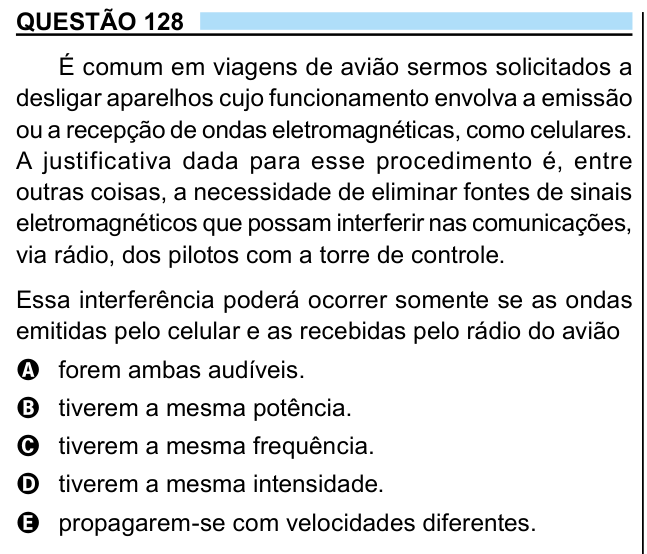 QUESTÃO 128
É comum em viagens de avião sermos solicitados a
desligar aparelhos cujo funcionamento envolva a emissão
ou a recepção de ondas eletromagnéticas, como celulares.
A justificativa dada para esse procedimento é, entre
outras coisas, a necessidade de eliminar fontes de sinais
eletromagnéticos que possam interferir nas comunicações,
via rádio, dos pilotos com a torre de controle.
Essa interferência poderá ocorrer somente se as ondas
emitidas pelo celular e as recebidas pelo rádio do avião
A forem ambas audíveis.
B tiverem a mesma potência.
C tiverem a mesma frequência.
D tiverem a mesma intensidade.
E propagarem-se com velocidades diferentes.